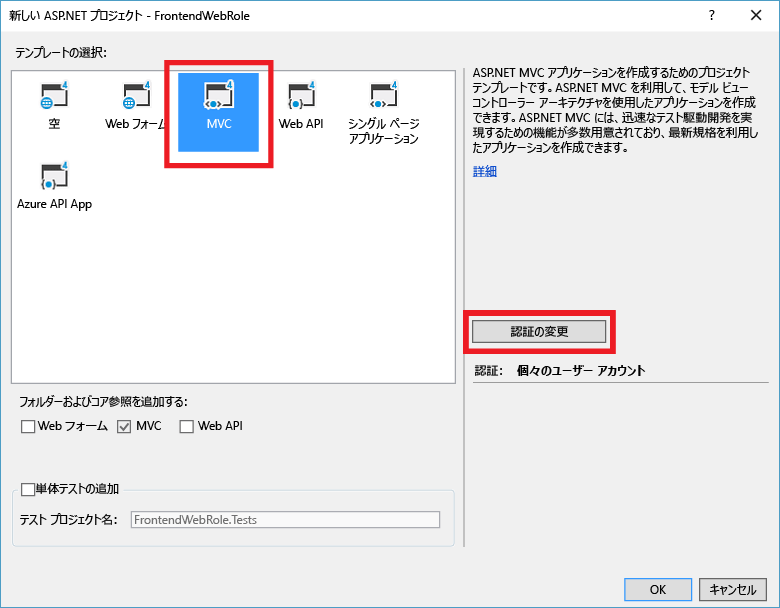 新しい ASP.NET プロジェクト - FrontendWebRole
?
テンプレートの選択:
4
空
4
Web フォーム
4
MVC
4
Web API
4
シングル ページ
アプリケーション
4
Azure API App
ASP.NET MVC アプリケーションを作成するためのプロジェクト
テンプレートです。ASP.NET MVC を利用して、モデル ビュー
コントローラー アーキテクチャを使用したアプリケーションを作成
できます。ASP.NET MVC には、迅速なテスト駆動開発を実
現するための機能が多数用意されており、最新規格を利用し
たアプリケーションを作成できます。
詳細
認証の変更
認証: 個々のユーザー アカウント
フォルダーおよびコア参照を追加する:
Web フォーム
MVC
Web API
単体テストの追加
テスト プロジェクト名:
FrontendWebRole.Tests
OK
キャンセル